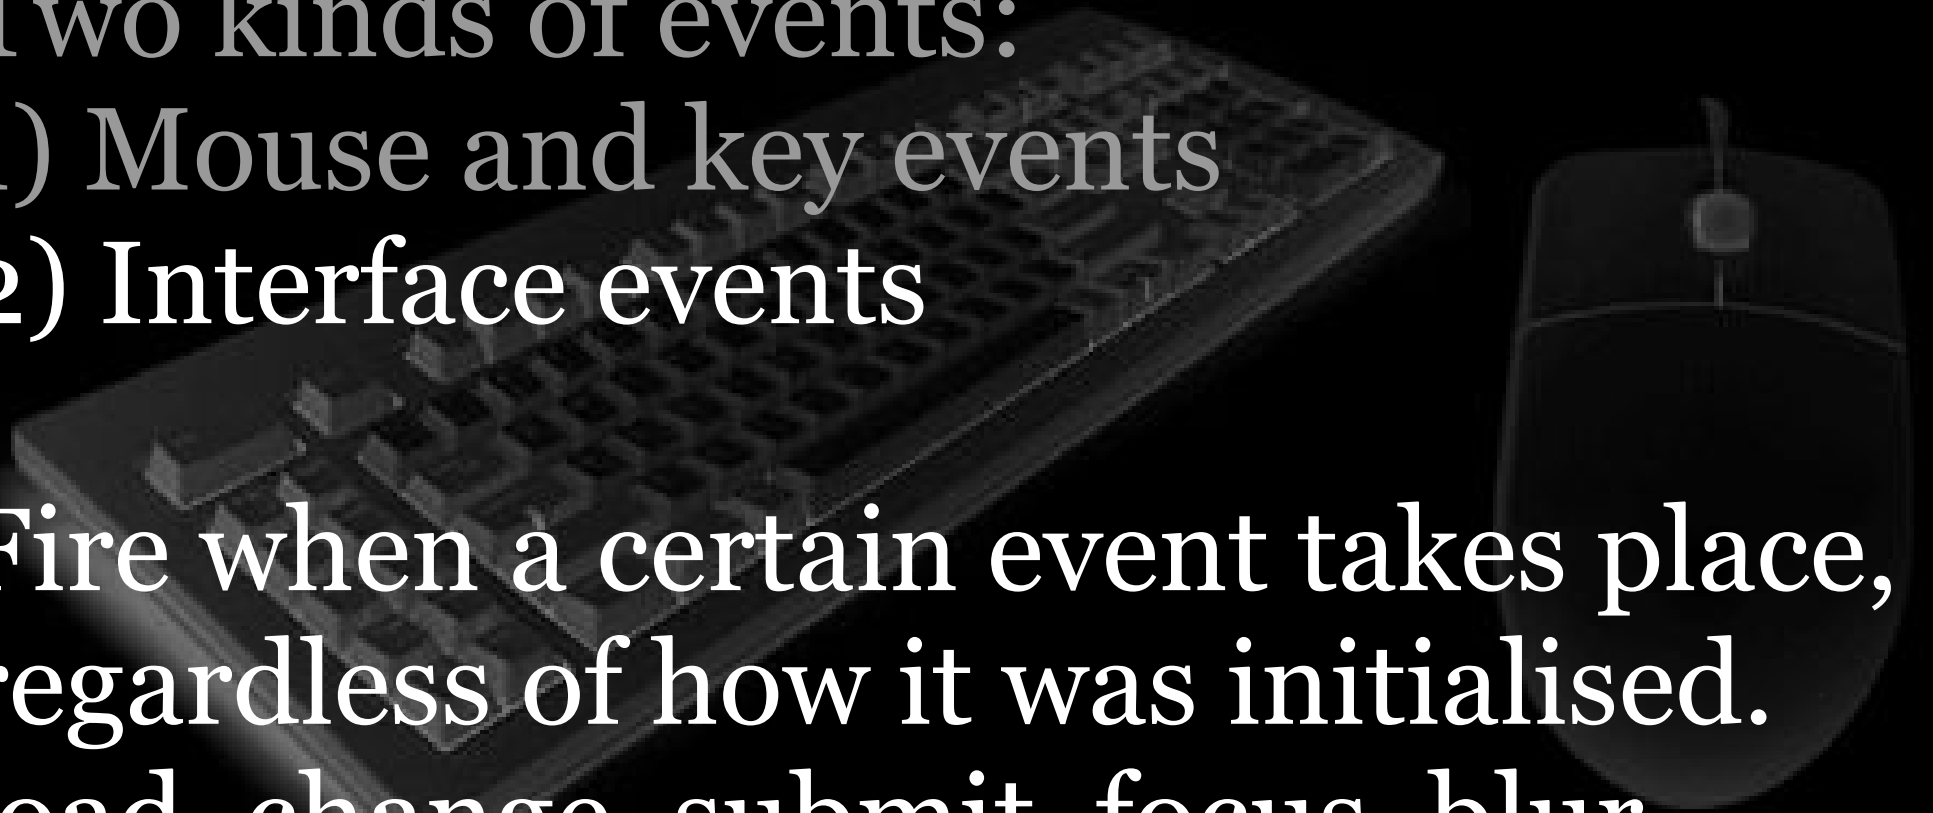 Two kinds of events:
1) Mouse and key events
2) Interface events
Fire when a certain event takes place,
regardless of how it was initialised.
load, change, submit, focus, blur